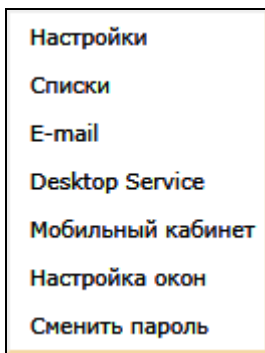 Настройки
Списки
E-mail
Desktop Service
Мобильный кабинет
Настройка окон
Сменить пароль